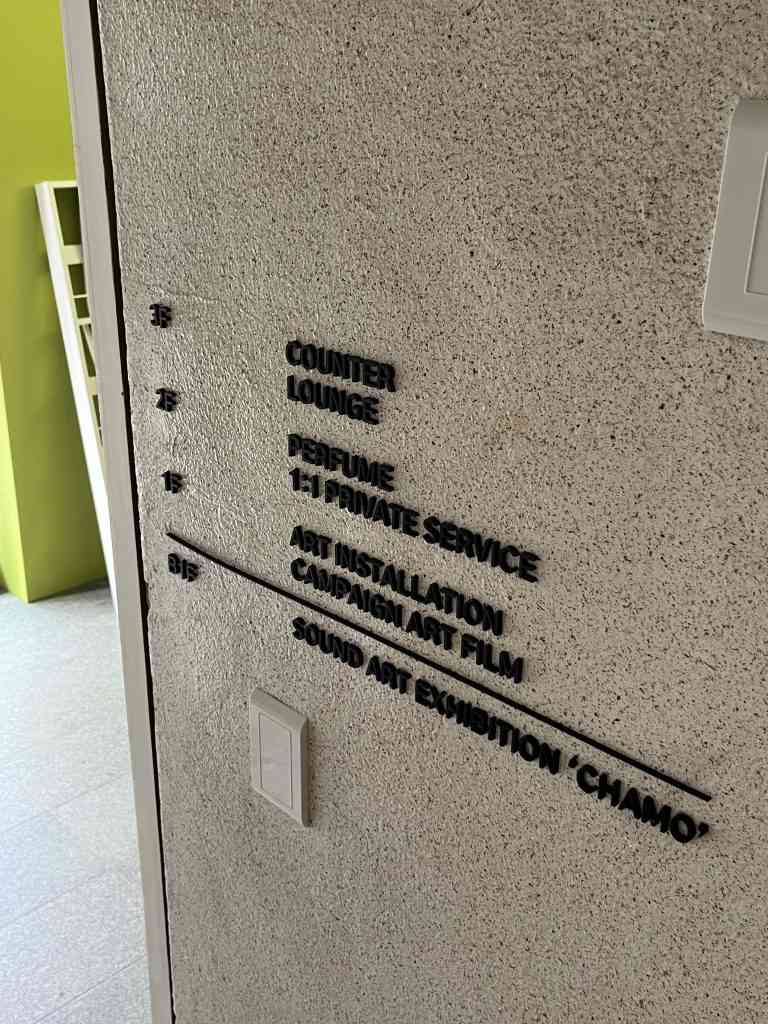 3F
COUNTER
LOUNGE
2F
PERFUME
1:1 PRIVATE SERVICE
1F
ART INSTALLATION
CAMPAIGN ART FILM
B1F
SOUND ART EXHIBITION ‘CHAMO’